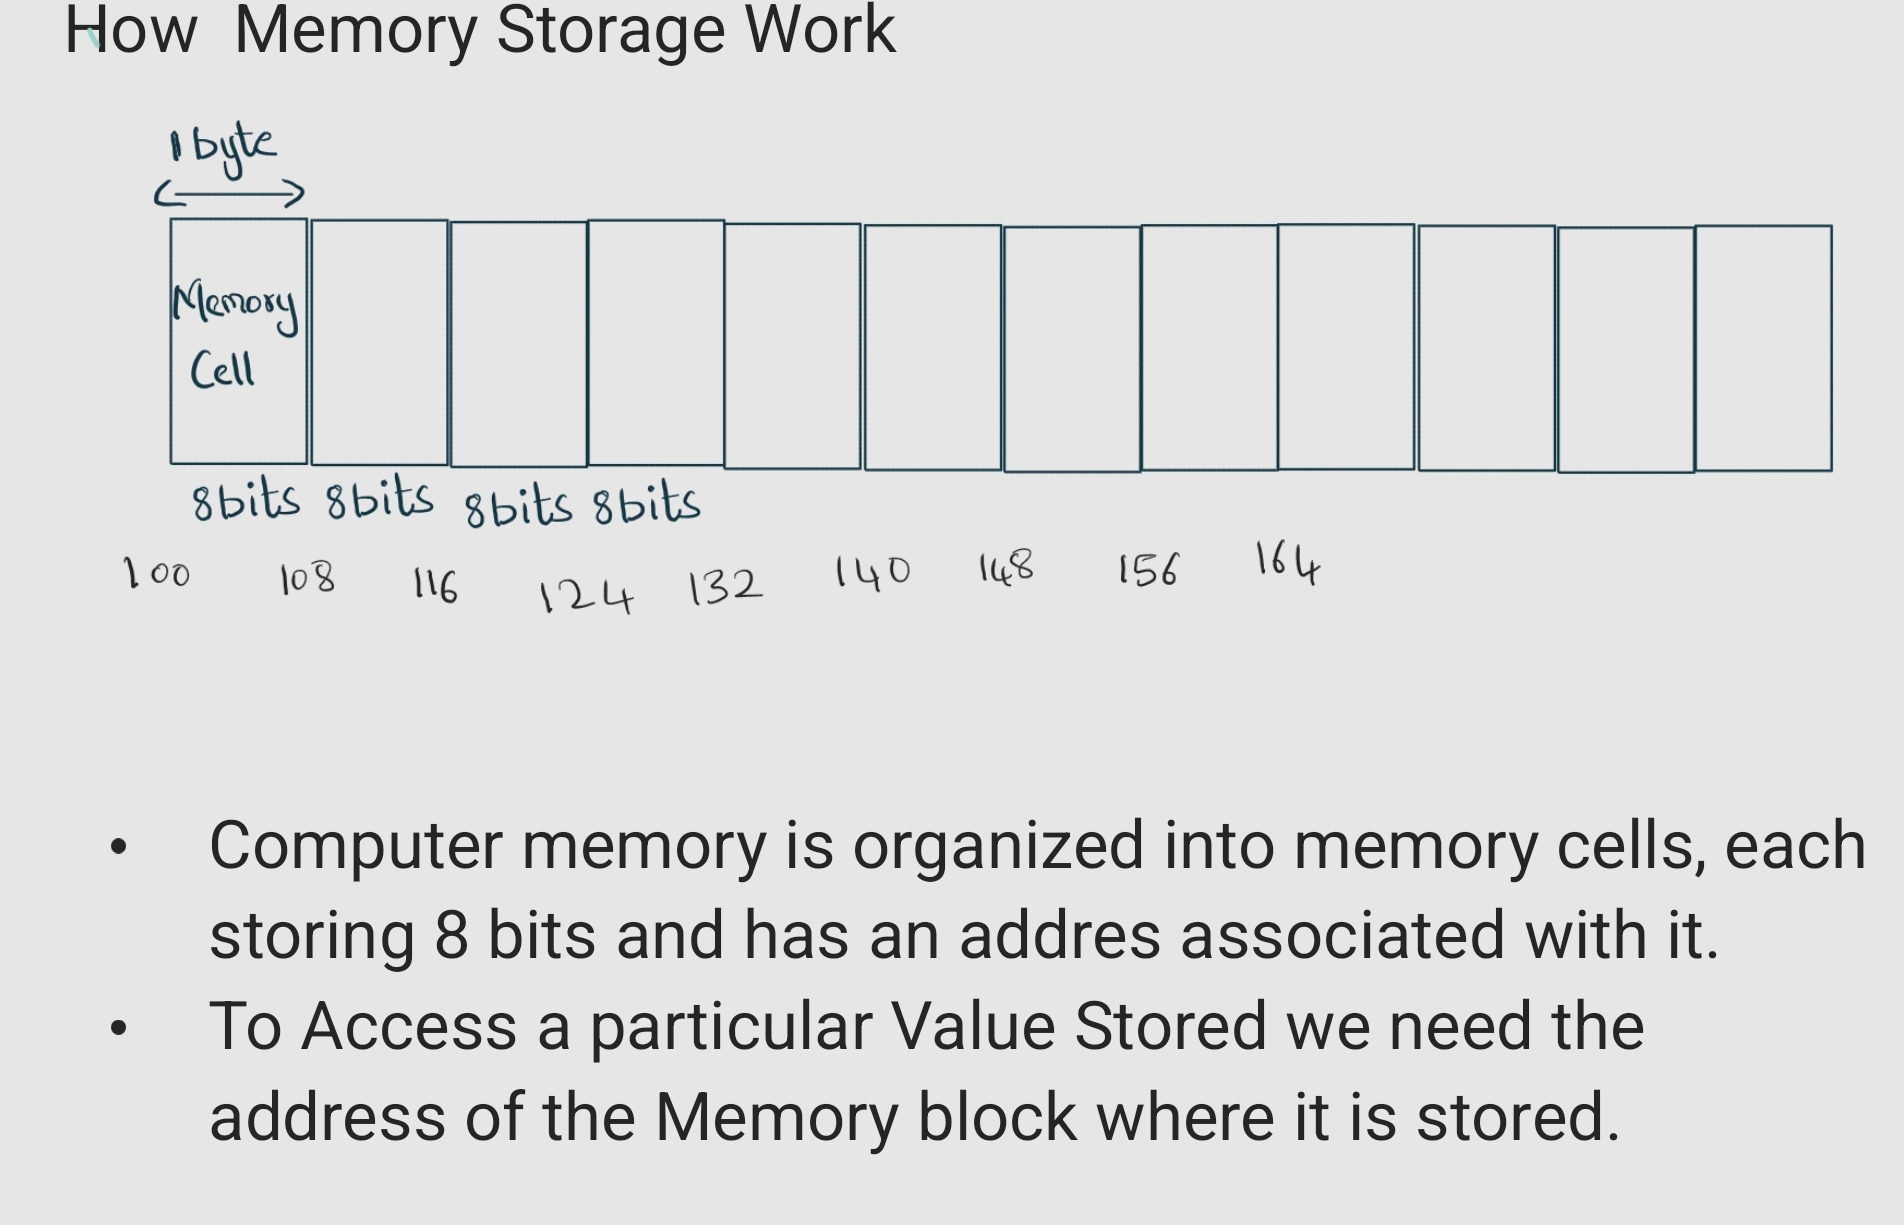 How Memory Storage Work
1 byte
Memory
Cell
8bits 8bits 8bits 8bits
100 108 116 124 132 140 148 156 164
• Computer memory is organized into memory cells, each
storing 8 bits and has an addres associated with it.
• To Access a particular Value Stored we need the
address of the Memory block where it is stored.